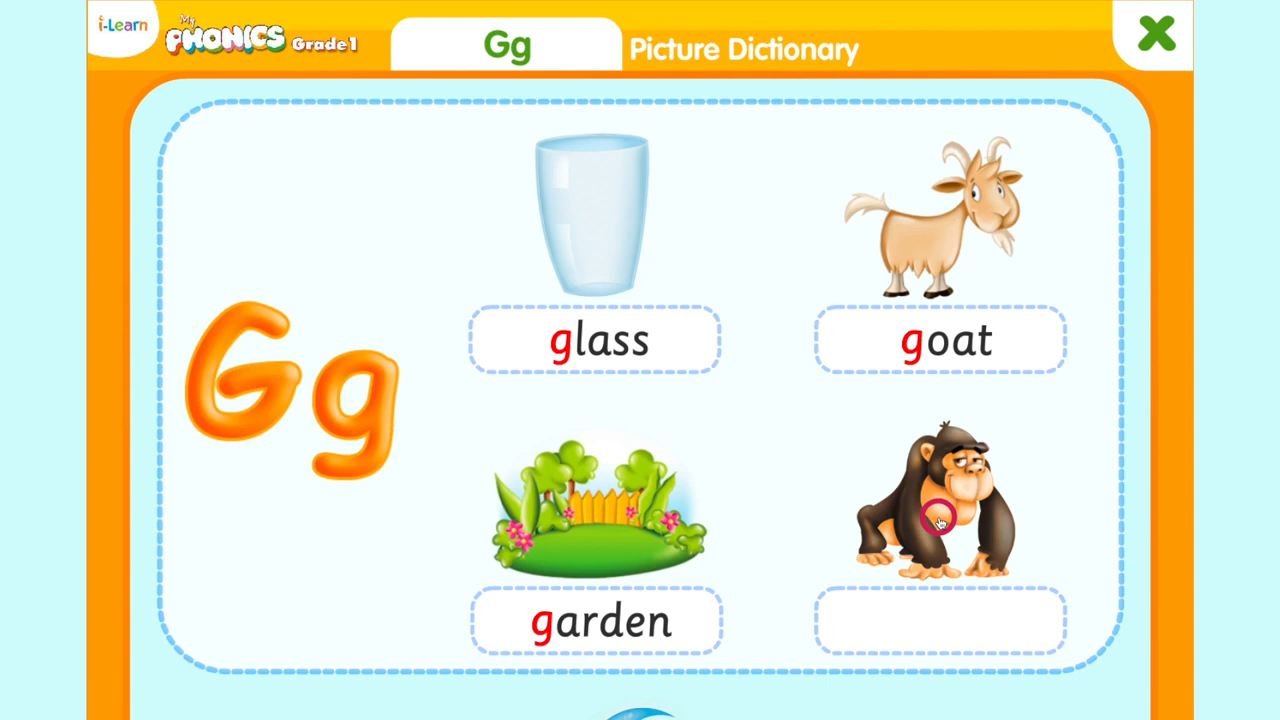 i-Learn
My
PHONICS Grade 1
Gg
Picture Dictionary
glass
goat
Gg
garden